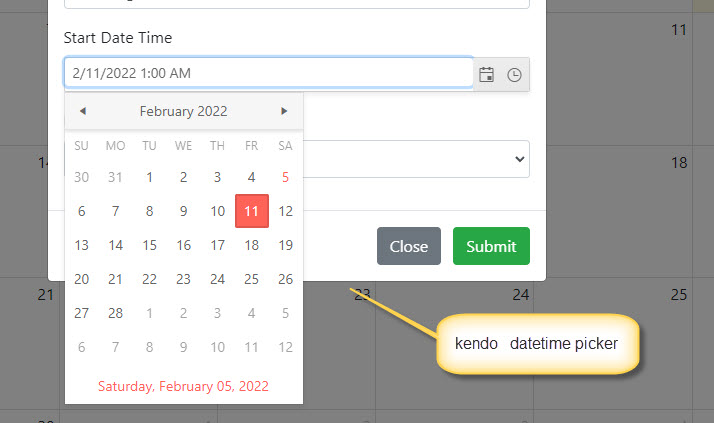 11
Start Date Time
2/11/2022 1:00 AM
February 2022
SU MO TU WE TH FR SA
30 31 1 2 3 4 5
6 7 8 9 10 11 12
13 14 15 16 17 18 19
20 21 22 23 24 25 26
27 28 1 2 3 4 5
6 7 8 9 10 11 12
Saturday, February 05, 2022
18
Close Submit
21 23 24 25
kendo datetime picker